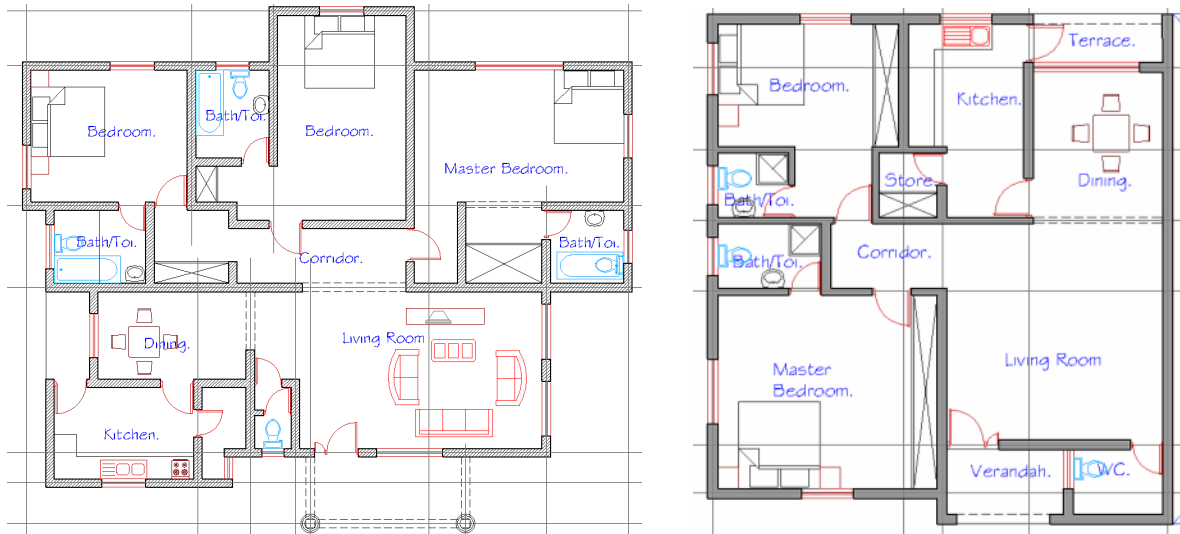 Bedroom.
Bath/Toi.
Bedroom.
Master Bedroom.
Bath/Toi.
Bath/Toi.
Corridor.
Dining.
Living Room
Kitchen.
Terrace.
Bedroom.
Kitchen.
Store.
Dining.
Bath/Toi.
Bath/Toi.
Corridor.
Living Room
Master
Bedroom.
Verandah.
WC.